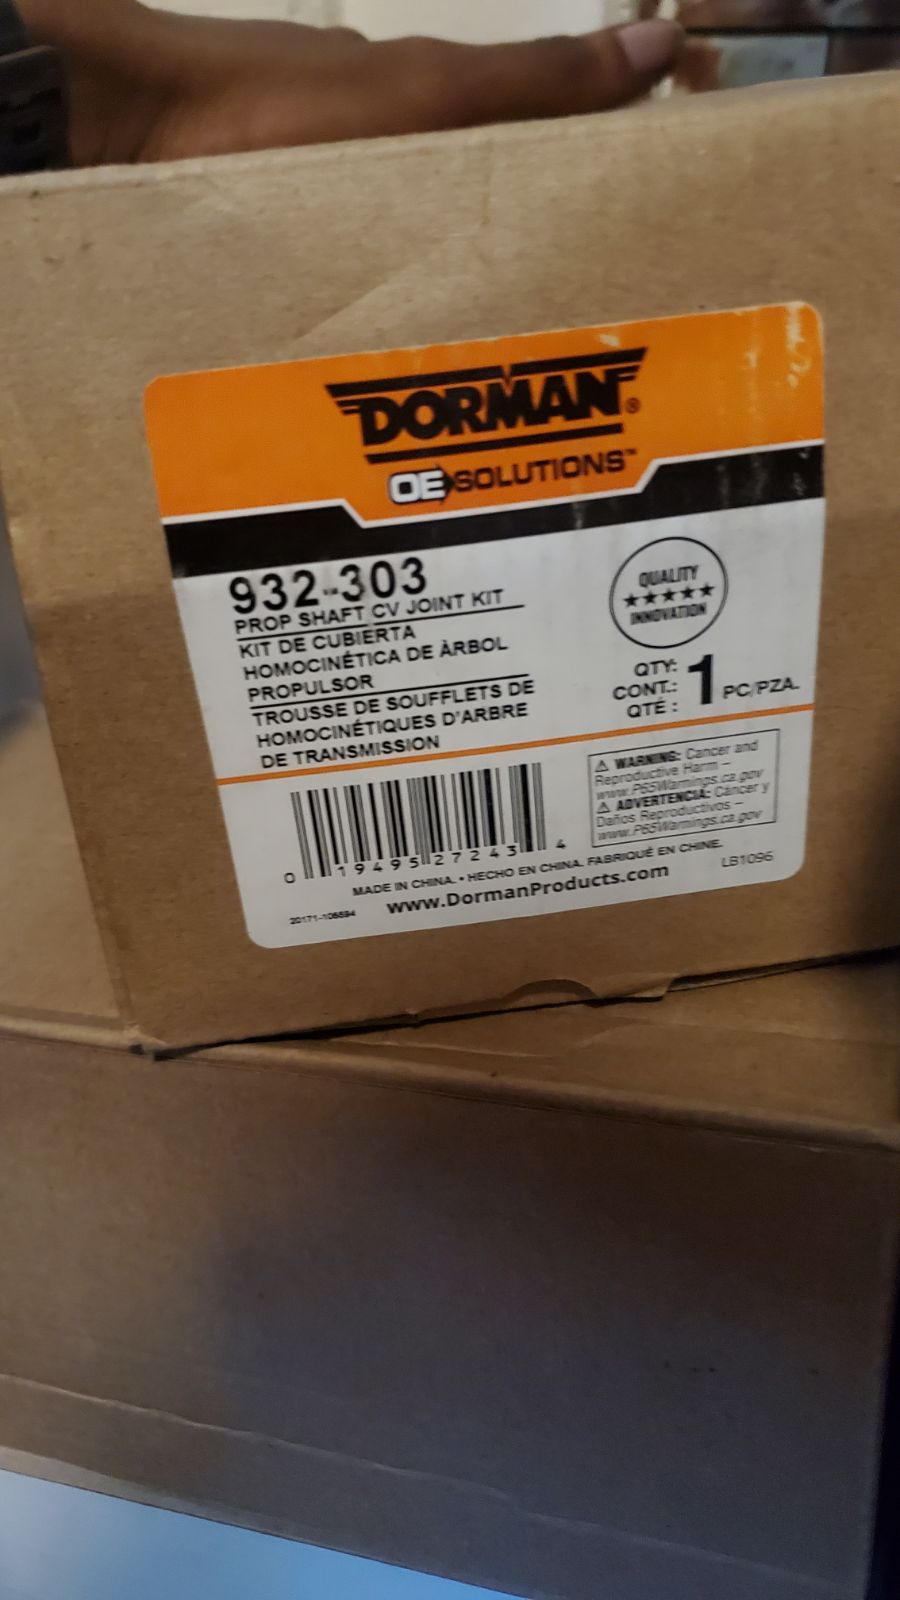 DORMAN®
OE SOLUTIONS™
932-303
PROP SHAFT CV JOINT KIT
KIT DE CUBIERTA
HOMOCINÉTICA DE ÀRBOL
PROPULSOR
TROUSSE DE SOUFFLETS DE
HOMOCINÉTIQUES D'ARBRE
DE TRANSMISSION
QUALITY
★★★★★
INNOVATION
QTY:
CONT.: 1 PC/PZA.
QTÉ :
⚠ WARNING: Cancer and
Reproductive Harm –
www.P65Warnings.ca.gov
⚠ ADVERTENCIA: Cáncer y
Daños Reproductivos –
www.P65Warnings.ca.gov
0 19495 27243 4
MADE IN CHINA. • HECHO EN CHINA. FABRIQUÉ EN CHINE.
20171-106594 www.DormanProducts.com LB1096